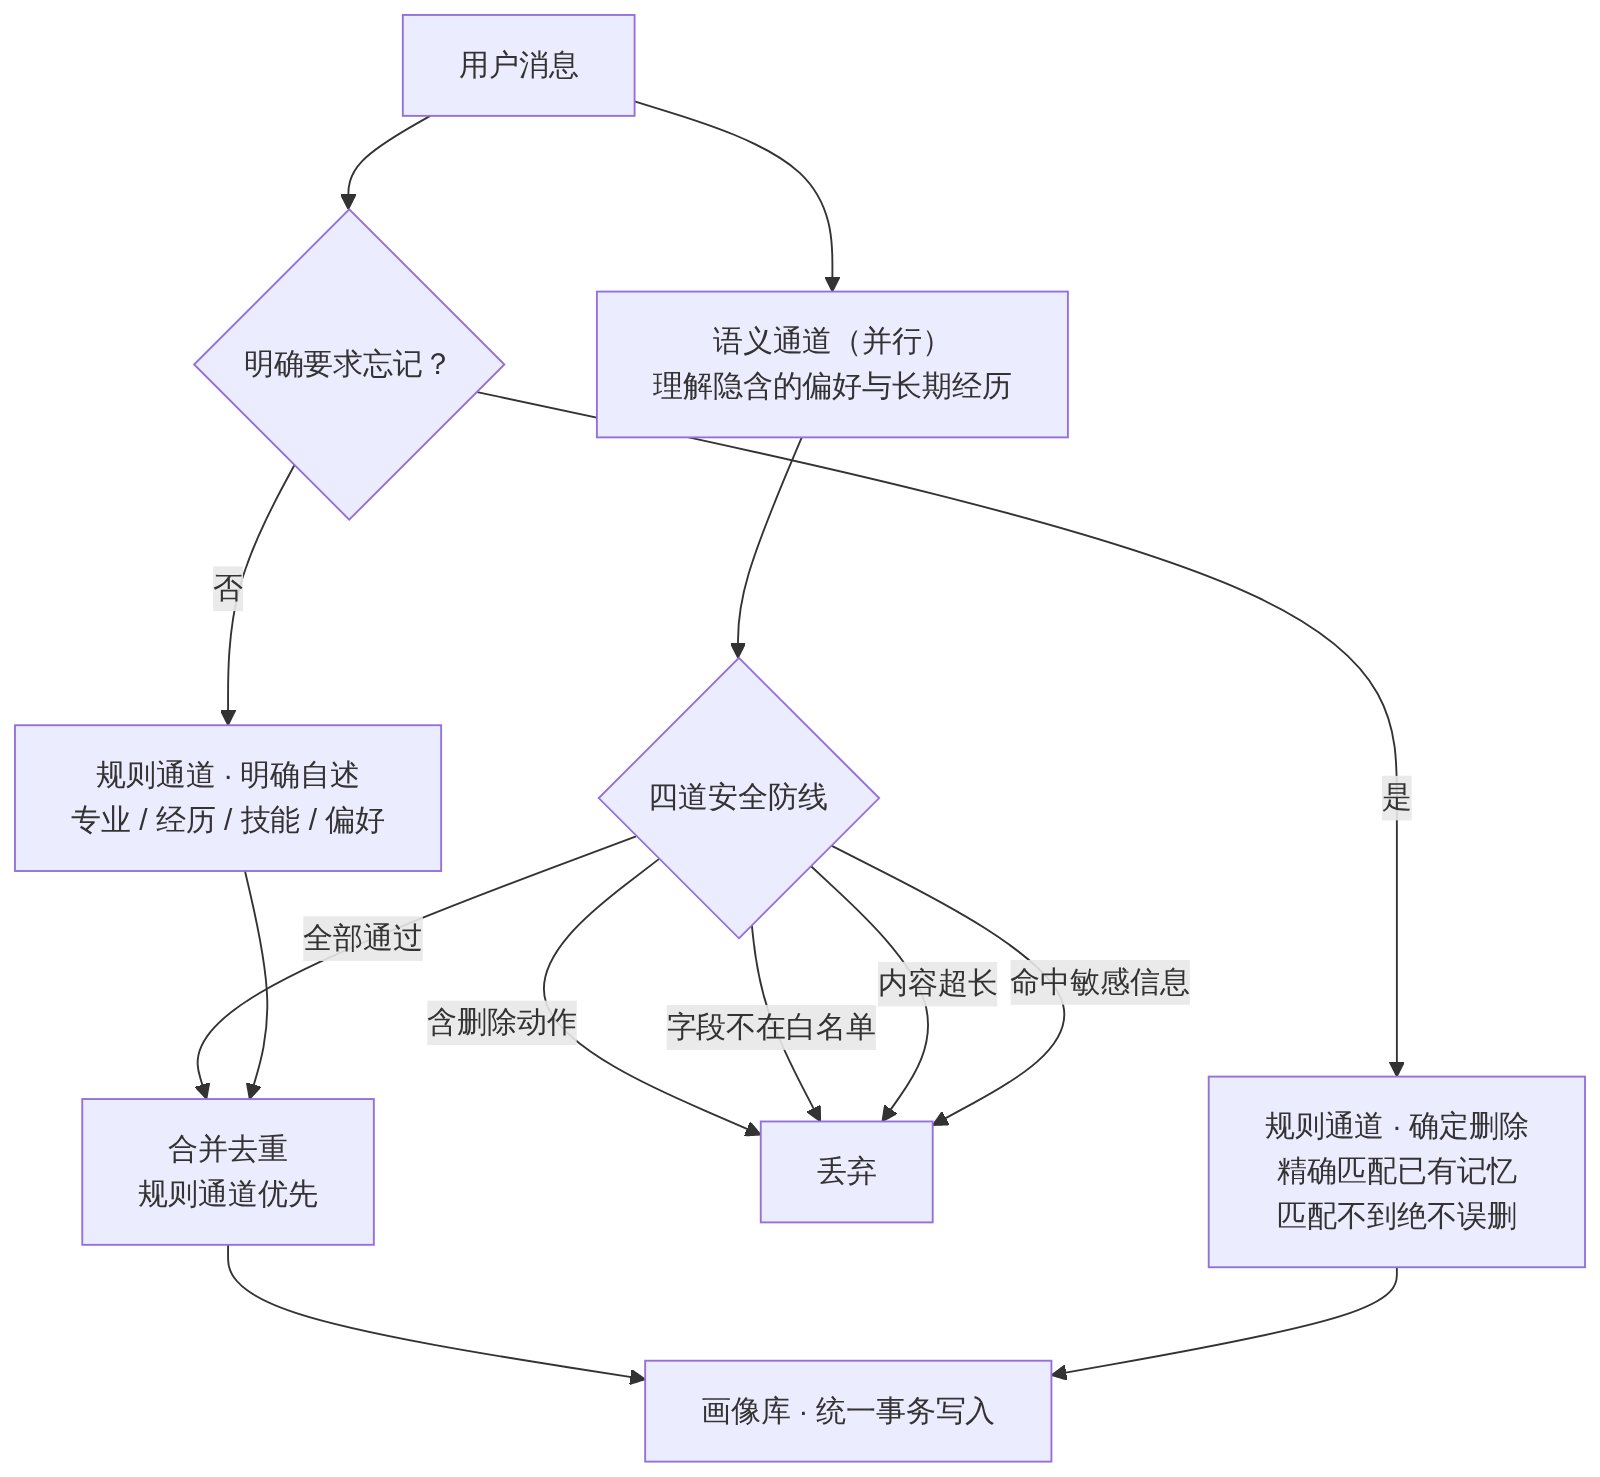 用户消息
明确要求忘记？
语义通道（并行）
理解隐含的偏好与长期经历
否
规则通道 · 明确自述
专业 / 经历 / 技能 / 偏好
四道安全防线
是
全部通过
含删除动作
字段不在白名单
内容超长
命中敏感信息
合并去重
规则通道优先
丢弃
规则通道 · 确定删除
精确匹配已有记忆
匹配不到绝不误删
画像库 · 统一事务写入